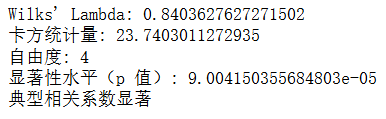 Wilks' Lambda: 0.8403627627271502
卡方统计量: 23.7403011272935
自由度: 4
显著性水平（p 值）: 9.004150355684803e-05
典型相关系数显著